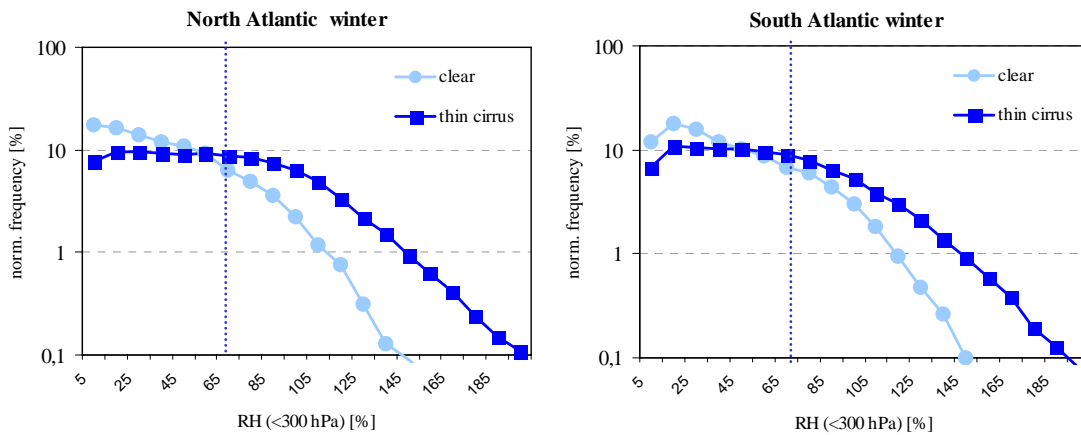 North Atlantic  winter
100
10
1
0,1
norm. frequency [%]
clear
thin cirrus
5
25
45
65
85
105
125
145
165
185
RH (<300 hPa) [%]
South Atlantic winter
100
10
1
0,1
norm. frequency [%]
clear
thin cirrus
5
25
45
65
85
105
125
145
165
185
RH (<300 hPa) [%]